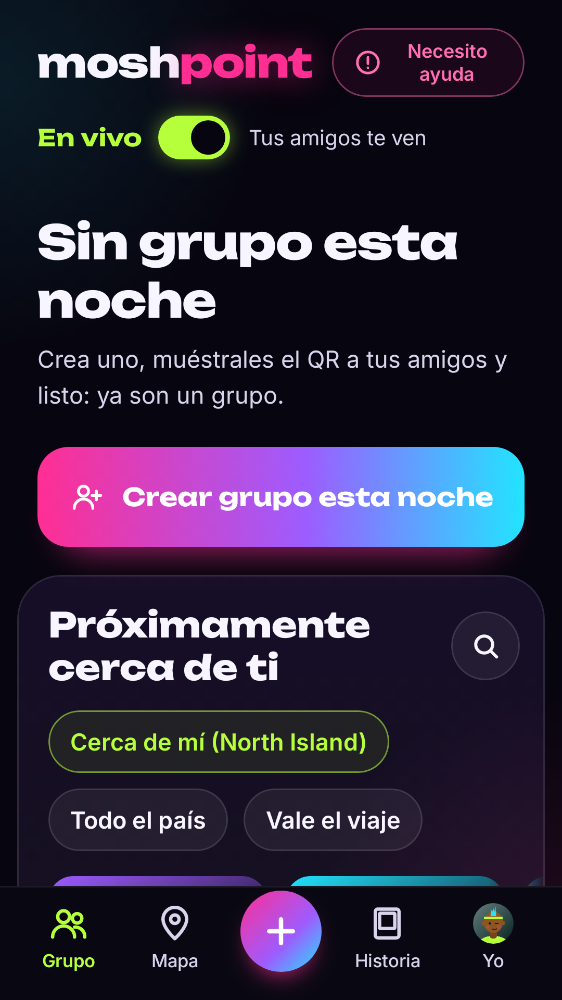 moshpoint
Necesito
ayuda
En vivo
Tus amigos te ven
Sin grupo esta
noche
Crea uno, muéstrales el QR a tus amigos y
listo: ya son un grupo.
Crear grupo esta noche
Próximamente
cerca de ti
Cerca de mí (North Island)
Todo el país
Vale el viaje
Grupo
Mapa
Historia
Yo